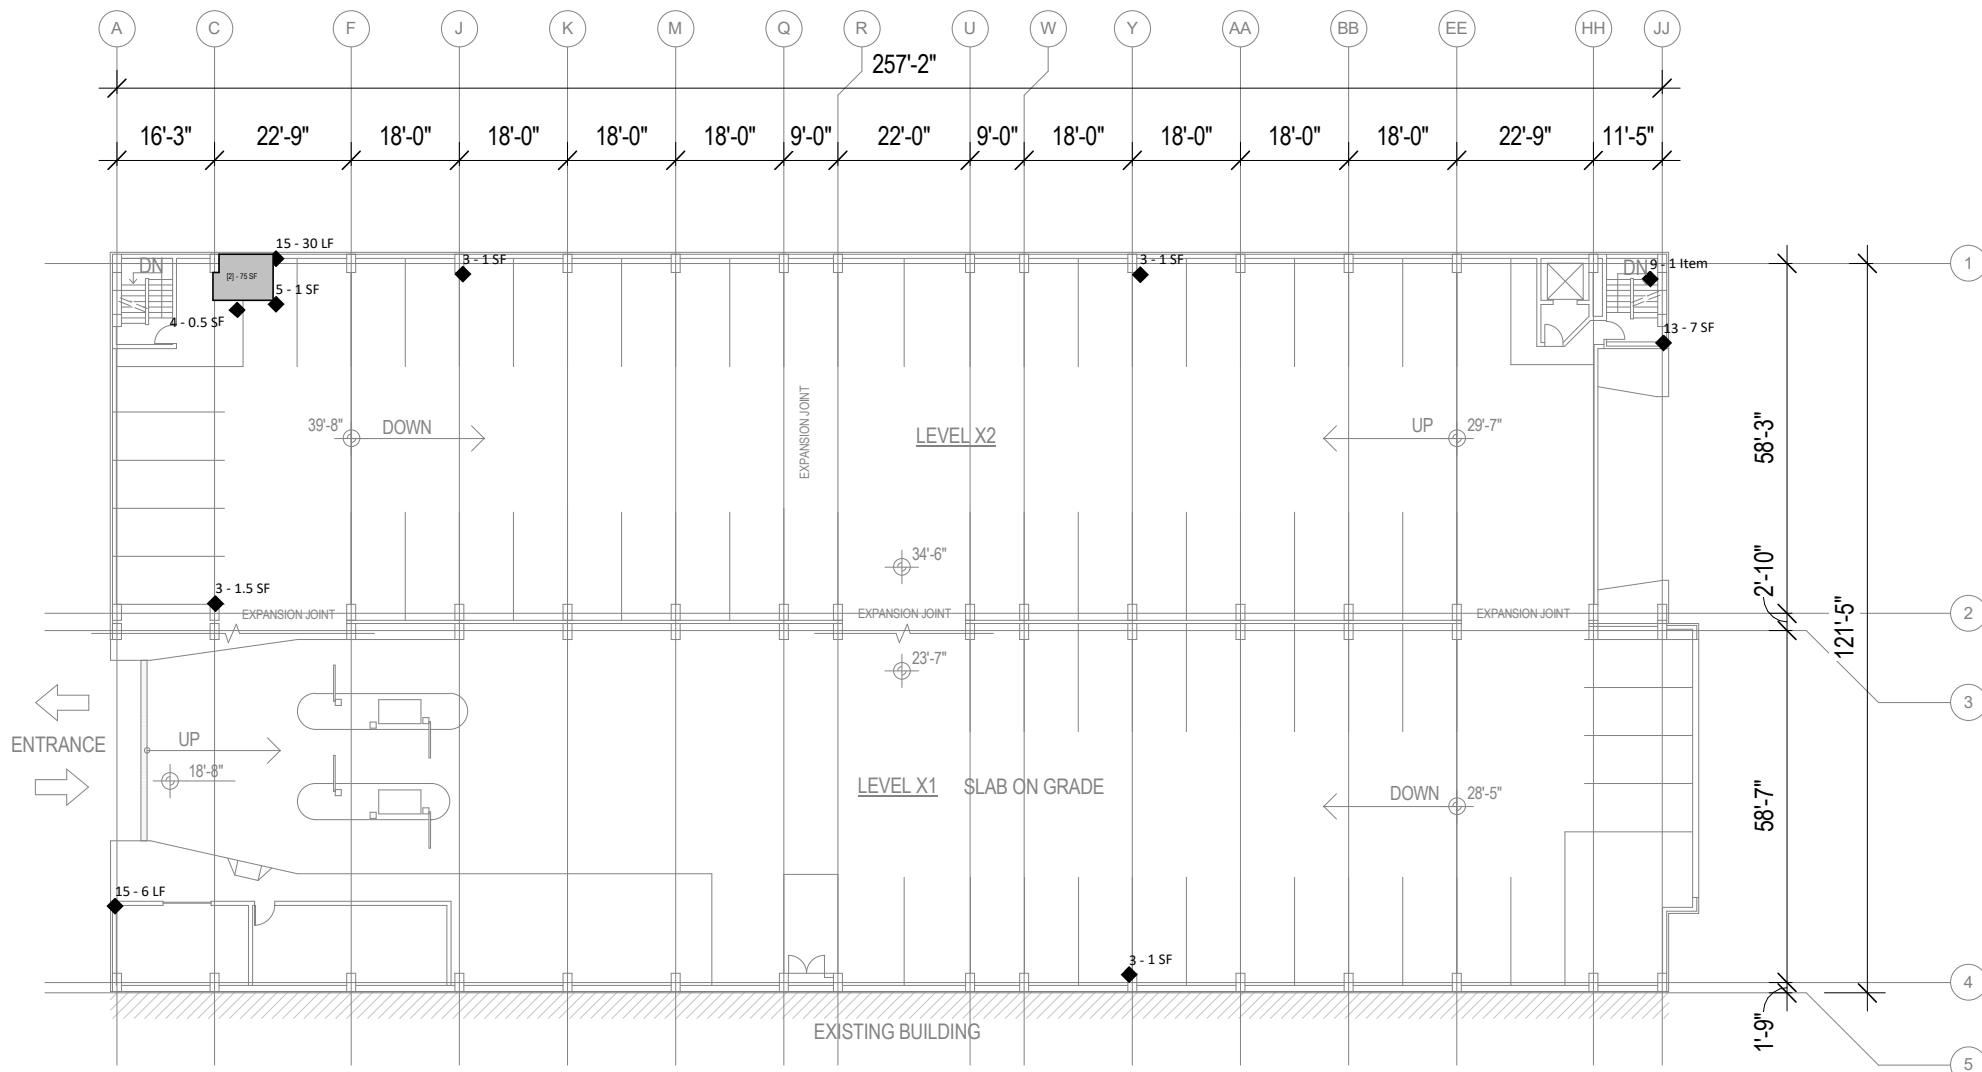 A C F J K M Q R U W Y AA BB EE HH JJ
257'-2"
16'-3" 22'-9" 18'-0" 18'-0" 18'-0" 18'-0" 9'-0" 22'-0" 9'-0" 18'-0" 18'-0" 18'-0" 18'-0" 22'-9" 11'-5"
15 - 30 LF
3 - 1 SF
3 - 1 SF
DN
DN
9 - 1 Item
1
[2] - 75 SF
5 - 1 SF
4 - 0.5 SF
13 - 7 SF
EXPANSION JOINT
39'-8"
DOWN
LEVEL X2
UP
29'-7"
58'-3"
34'-6"
2'-10"
3 - 1.5 SF
EXPANSION JOINT
EXPANSION JOINT
EXPANSION JOINT
2
121'-5"
23'-7"
3
ENTRANCE
UP
18'-8"
LEVEL X1
SLAB ON GRADE
DOWN
28'-5"
58'-7"
15 - 6 LF
3 - 1 SF
4
1'-9"
EXISTING BUILDING
5